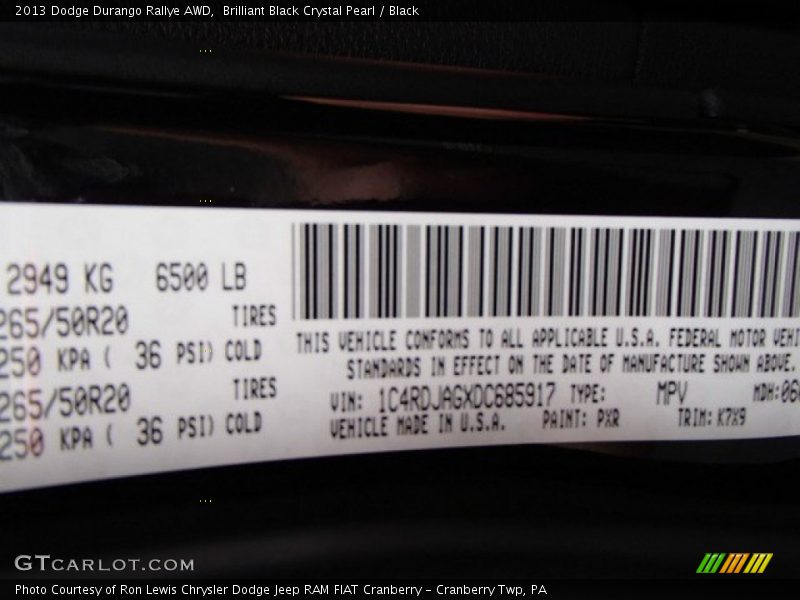 2013 Dodge Durango Rallye AWD, Brilliant Black Crystal Pearl / Black
2949 KG 6500 LB
265/50R20 TIRES
250 KPA ( 36 PSI) COLD
265/50R20 TIRES
250 KPA ( 36 PSI) COLD
THIS VEHICLE CONFORMS TO ALL APPLICABLE U.S.A. FEDERAL MOTOR VEHI
STANDARDS IN EFFECT ON THE DATE OF MANUFACTURE SHOWN ABOVE.
VIN: 1C4RDJAGXDC685917 TYPE: MPV MDH:06
VEHICLE MADE IN U.S.A. PAINT: PXR TRIM: K7X9
GTCARLOT.COM
Photo Courtesy of Ron Lewis Chrysler Dodge Jeep RAM FIAT Cranberry – Cranberry Twp, PA